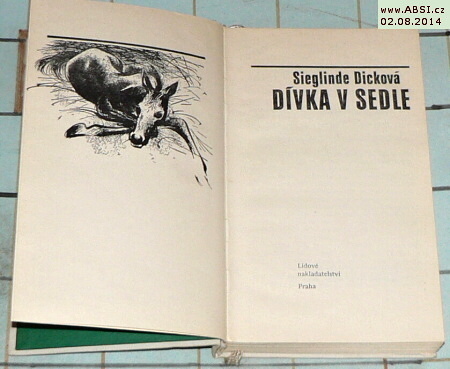 www.ABSI.cz
02.08.2014
Sieglinde Dicková
DÍVKA V SEDLE
Lidové
nakladatelství
Praha